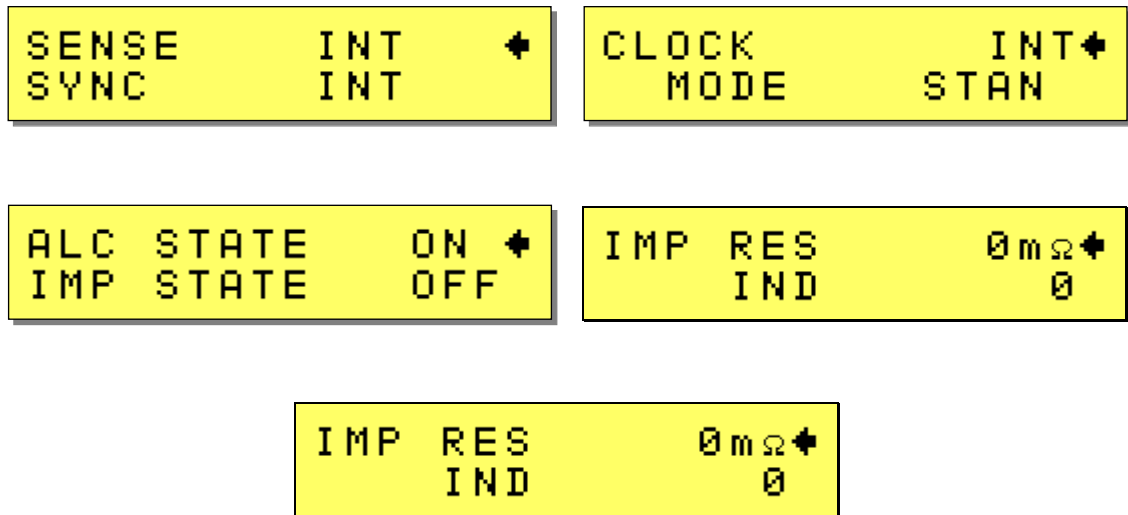 SENSE INT ←
SYNC INT
CLOCK INT←
MODE STAN
ALC STATE ON ←
IMP STATE OFF
IMP RES 0mΩ←
IND 0
IMP RES 0mΩ←
IND 0